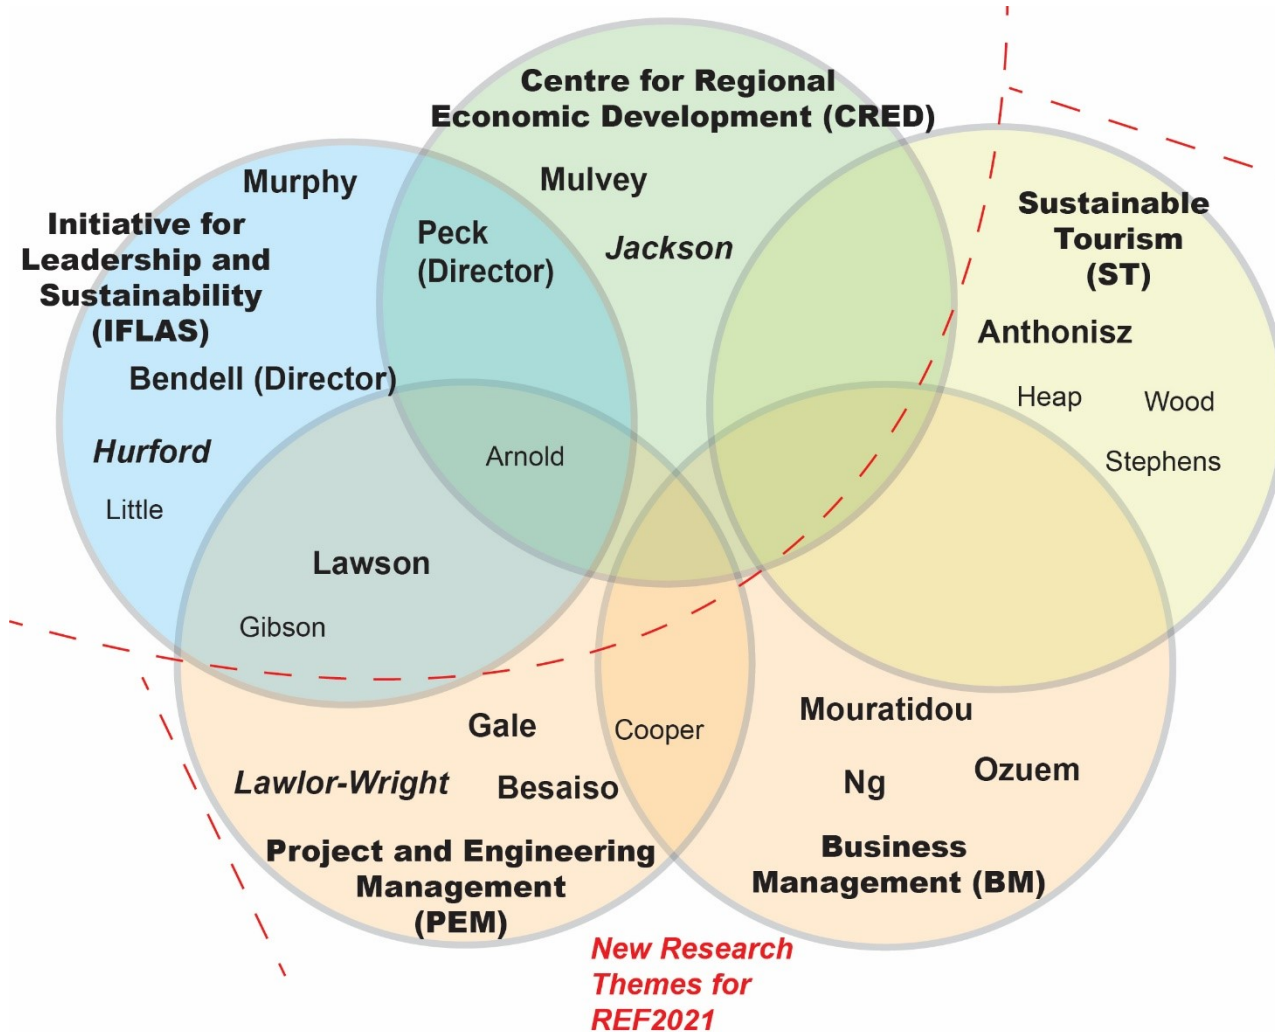 Centre for Regional
Economic Development (CRED)
Mulvey
Jackson
Peck
(Director)
Murphy
Initiative for
Leadership and
Sustainability
(IFLAS)
Bendell (Director)
Hurford
Little
Arnold
Lawson
Gibson
Sustainable
Tourism
(ST)
Anthonisz
Heap
Wood
Stephens
Gale
Cooper
Lawlor-Wright
Besaiso
Project and Engineering
Management
(PEM)
Mouratidou
Ng
Ozuem
Business
Management (BM)
New Research
Themes for
REF2021